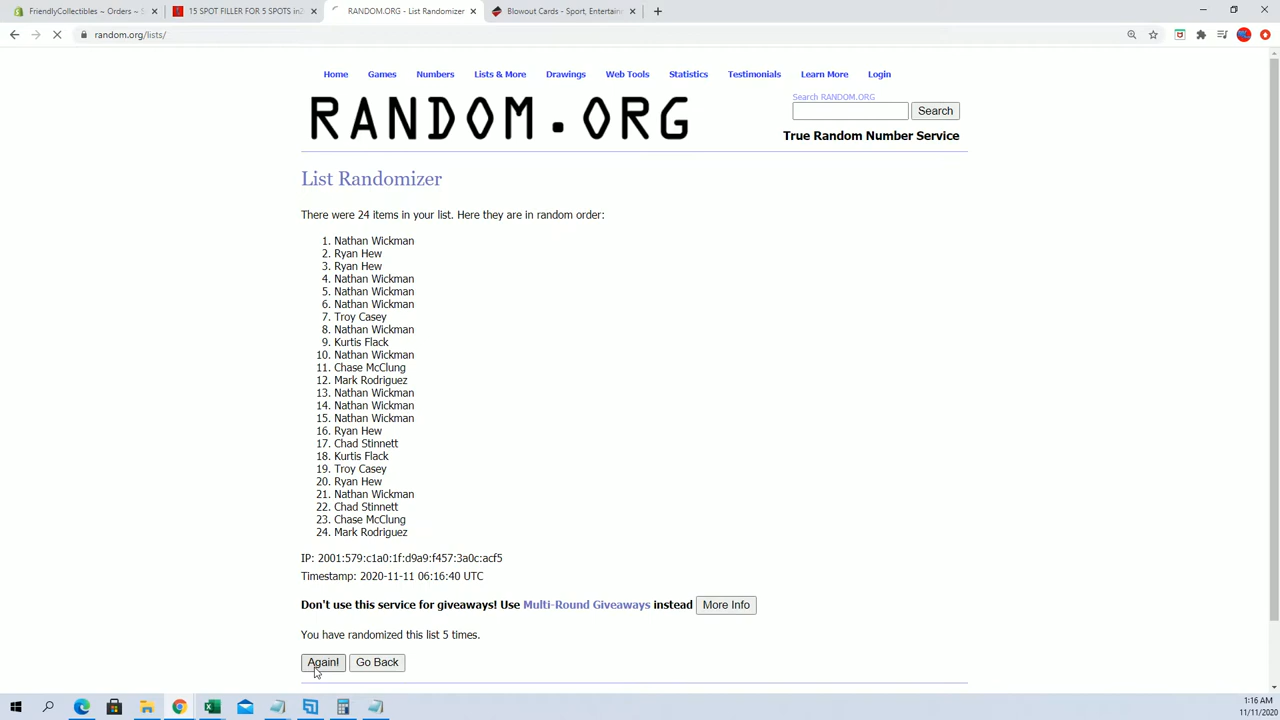 FriendlyCollectibles ~ Orders ~ S
15 SPOT FILLER FOR 5 SPOTS in2
RANDOM.ORG - List Randomizer
Blowout Cards - Sport, Entertain
random.org/lists/
Home Games Numbers Lists & More Drawings Web Tools Statistics Testimonials Learn More Login
RANDOM.ORG
Search RANDOM.ORG
Search
True Random Number Service
List Randomizer
There were 24 items in your list. Here they are in random order:
1. Nathan Wickman
2. Ryan Hew
3. Ryan Hew
4. Nathan Wickman
5. Nathan Wickman
6. Nathan Wickman
7. Troy Casey
8. Nathan Wickman
9. Kurtis Flack
10. Nathan Wickman
11. Chase McClung
12. Mark Rodriguez
13. Nathan Wickman
14. Nathan Wickman
15. Nathan Wickman
16. Ryan Hew
17. Chad Stinnett
18. Kurtis Flack
19. Troy Casey
20. Ryan Hew
21. Nathan Wickman
22. Chad Stinnett
23. Chase McClung
24. Mark Rodriguez
IP: 2001:579:c1a0:1f:d9a9:f457:3a0c:acf5
Timestamp: 2020-11-11 06:16:40 UTC
Don't use this service for giveaways! Use Multi-Round Giveaways instead More Info
You have randomized this list 5 times.
Again! Go Back
1:16 AM
11/11/2020